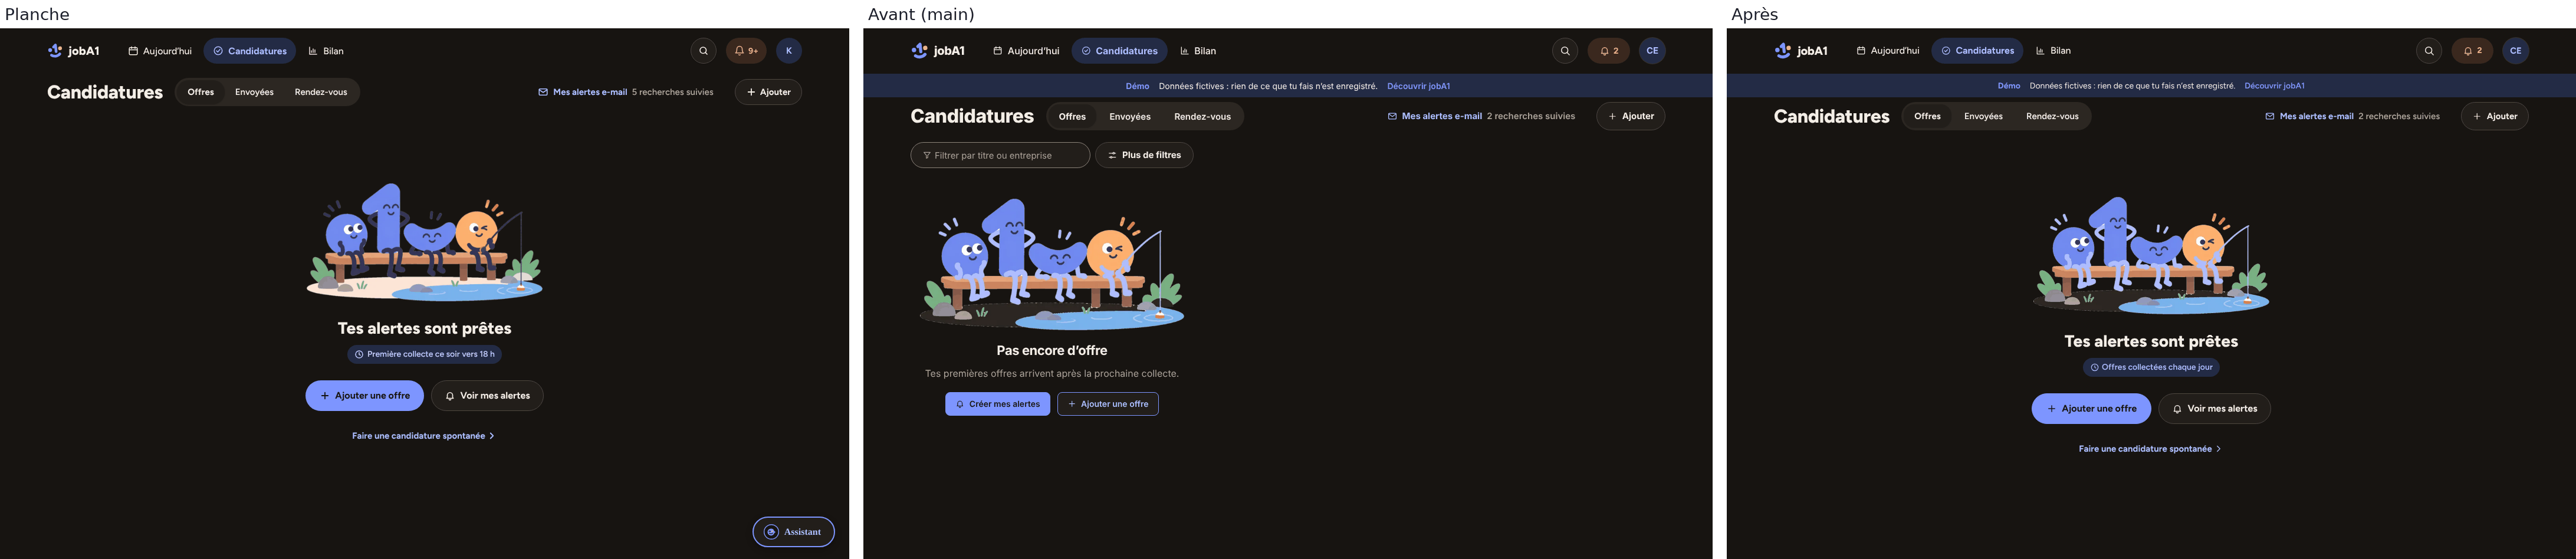 Planche
jobA1 Aujourd'hui Candidatures Bilan 9+ K
Candidatures Offres Envoyées Rendez-vous Mes alertes e-mail 5 recherches suivies + Ajouter
Tes alertes sont prêtes
Première collecte ce soir vers 18 h
+ Ajouter une offre Voir mes alertes
Faire une candidature spontanée >
Assistant
Avant (main)
jobA1 Aujourd'hui Candidatures Bilan 2 CE
Démo Données fictives : rien de ce que tu fais n'est enregistré. Découvrir jobA1
Candidatures Offres Envoyées Rendez-vous Mes alertes e-mail 2 recherches suivies + Ajouter
Filtrer par titre ou entreprise Plus de filtres
Pas encore d'offre
Tes premières offres arrivent après la prochaine collecte.
Créer mes alertes + Ajouter une offre
Après
jobA1 Aujourd'hui Candidatures Bilan 2 CE
Démo Données fictives : rien de ce que tu fais n'est enregistré. Découvrir jobA1
Candidatures Offres Envoyées Rendez-vous Mes alertes e-mail 2 recherches suivies + Ajouter
Tes alertes sont prêtes
Offres collectées chaque jour
+ Ajouter une offre Voir mes alertes
Faire une candidature spontanée >